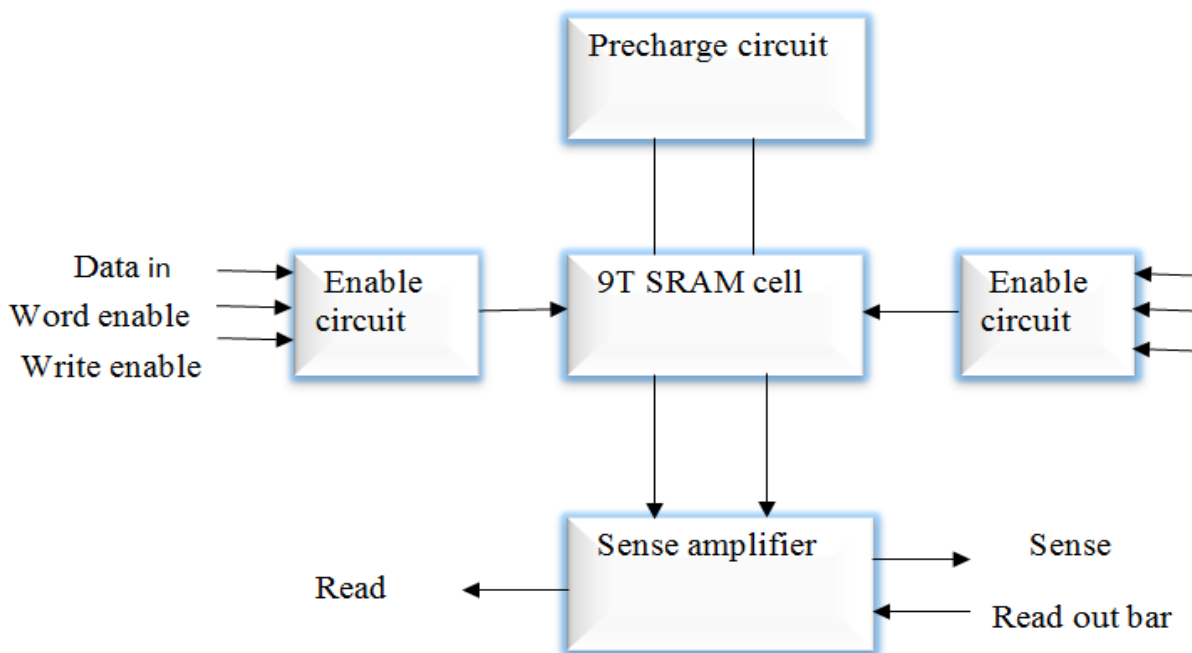 Precharge circuit
Data in
Word enable
Write enable
Enable
circuit
9T SRAM cell
Enable
circuit
Sense amplifier
Read
Sense
Read out bar